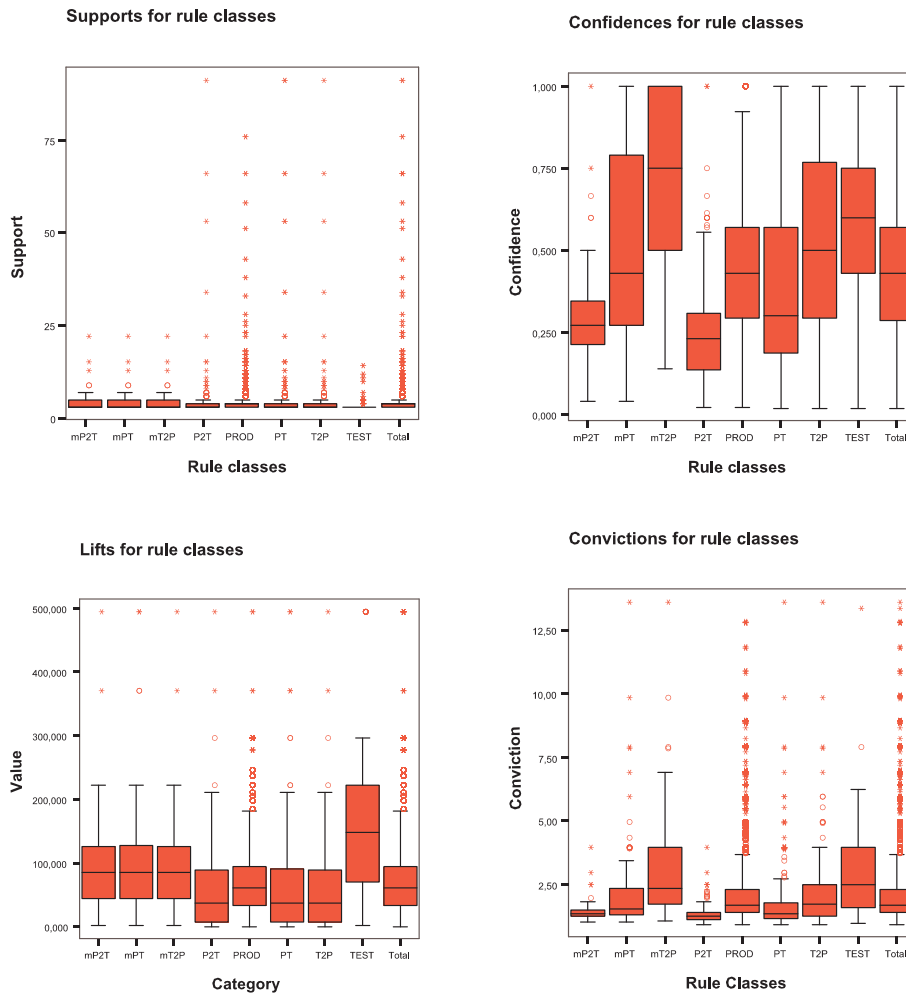 Supports for rule classes
Support
75
50
25
0
mP2T mPT mT2P P2T PROD PT T2P TEST Total
Rule classes
Confidences for rule classes
Confidence
1,000
0,750
0,500
0,250
0,000
mP2T mPT mT2P P2T PROD PT T2P TEST Total
Rule classes
Lifts for rule classes
Value
500,000
400,000
300,000
200,000
100,000
0,000
mP2T mPT mT2P P2T PROD PT T2P TEST Total
Category
Convictions for rule classes
Conviction
12,50
10,00
7,50
5,00
2,50
mP2T mPT mT2P P2T PROD PT T2P TEST Total
Rule Classes